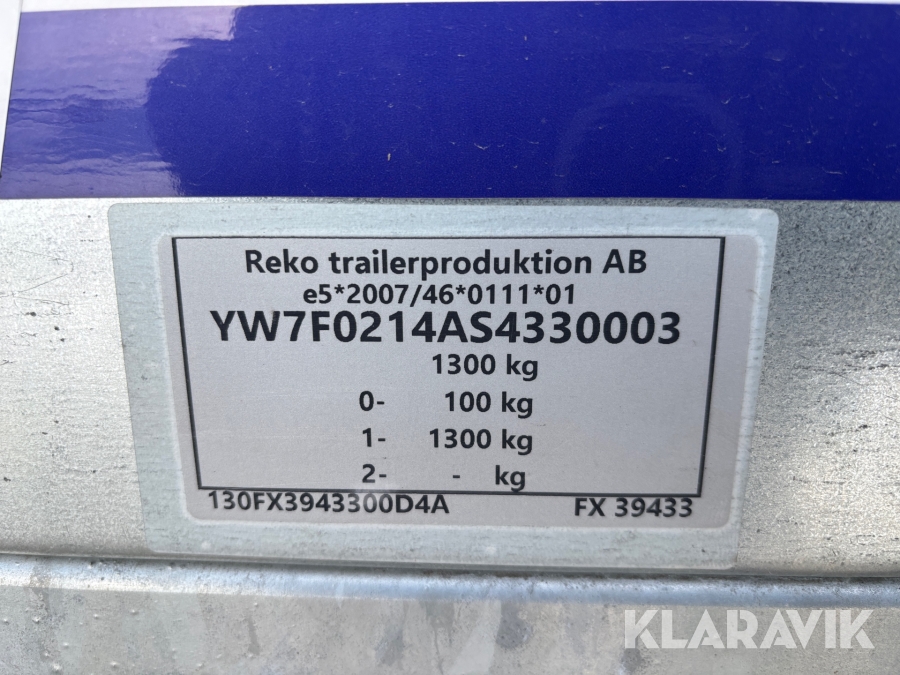 Reko trailerproduktion AB
e5*2007/46*0111*01
YW7F0214AS4330003
1300 kg
0- 100 kg
1- 1300 kg
2- - kg
130FX3943300D4A FX 39433
KLARAVIK